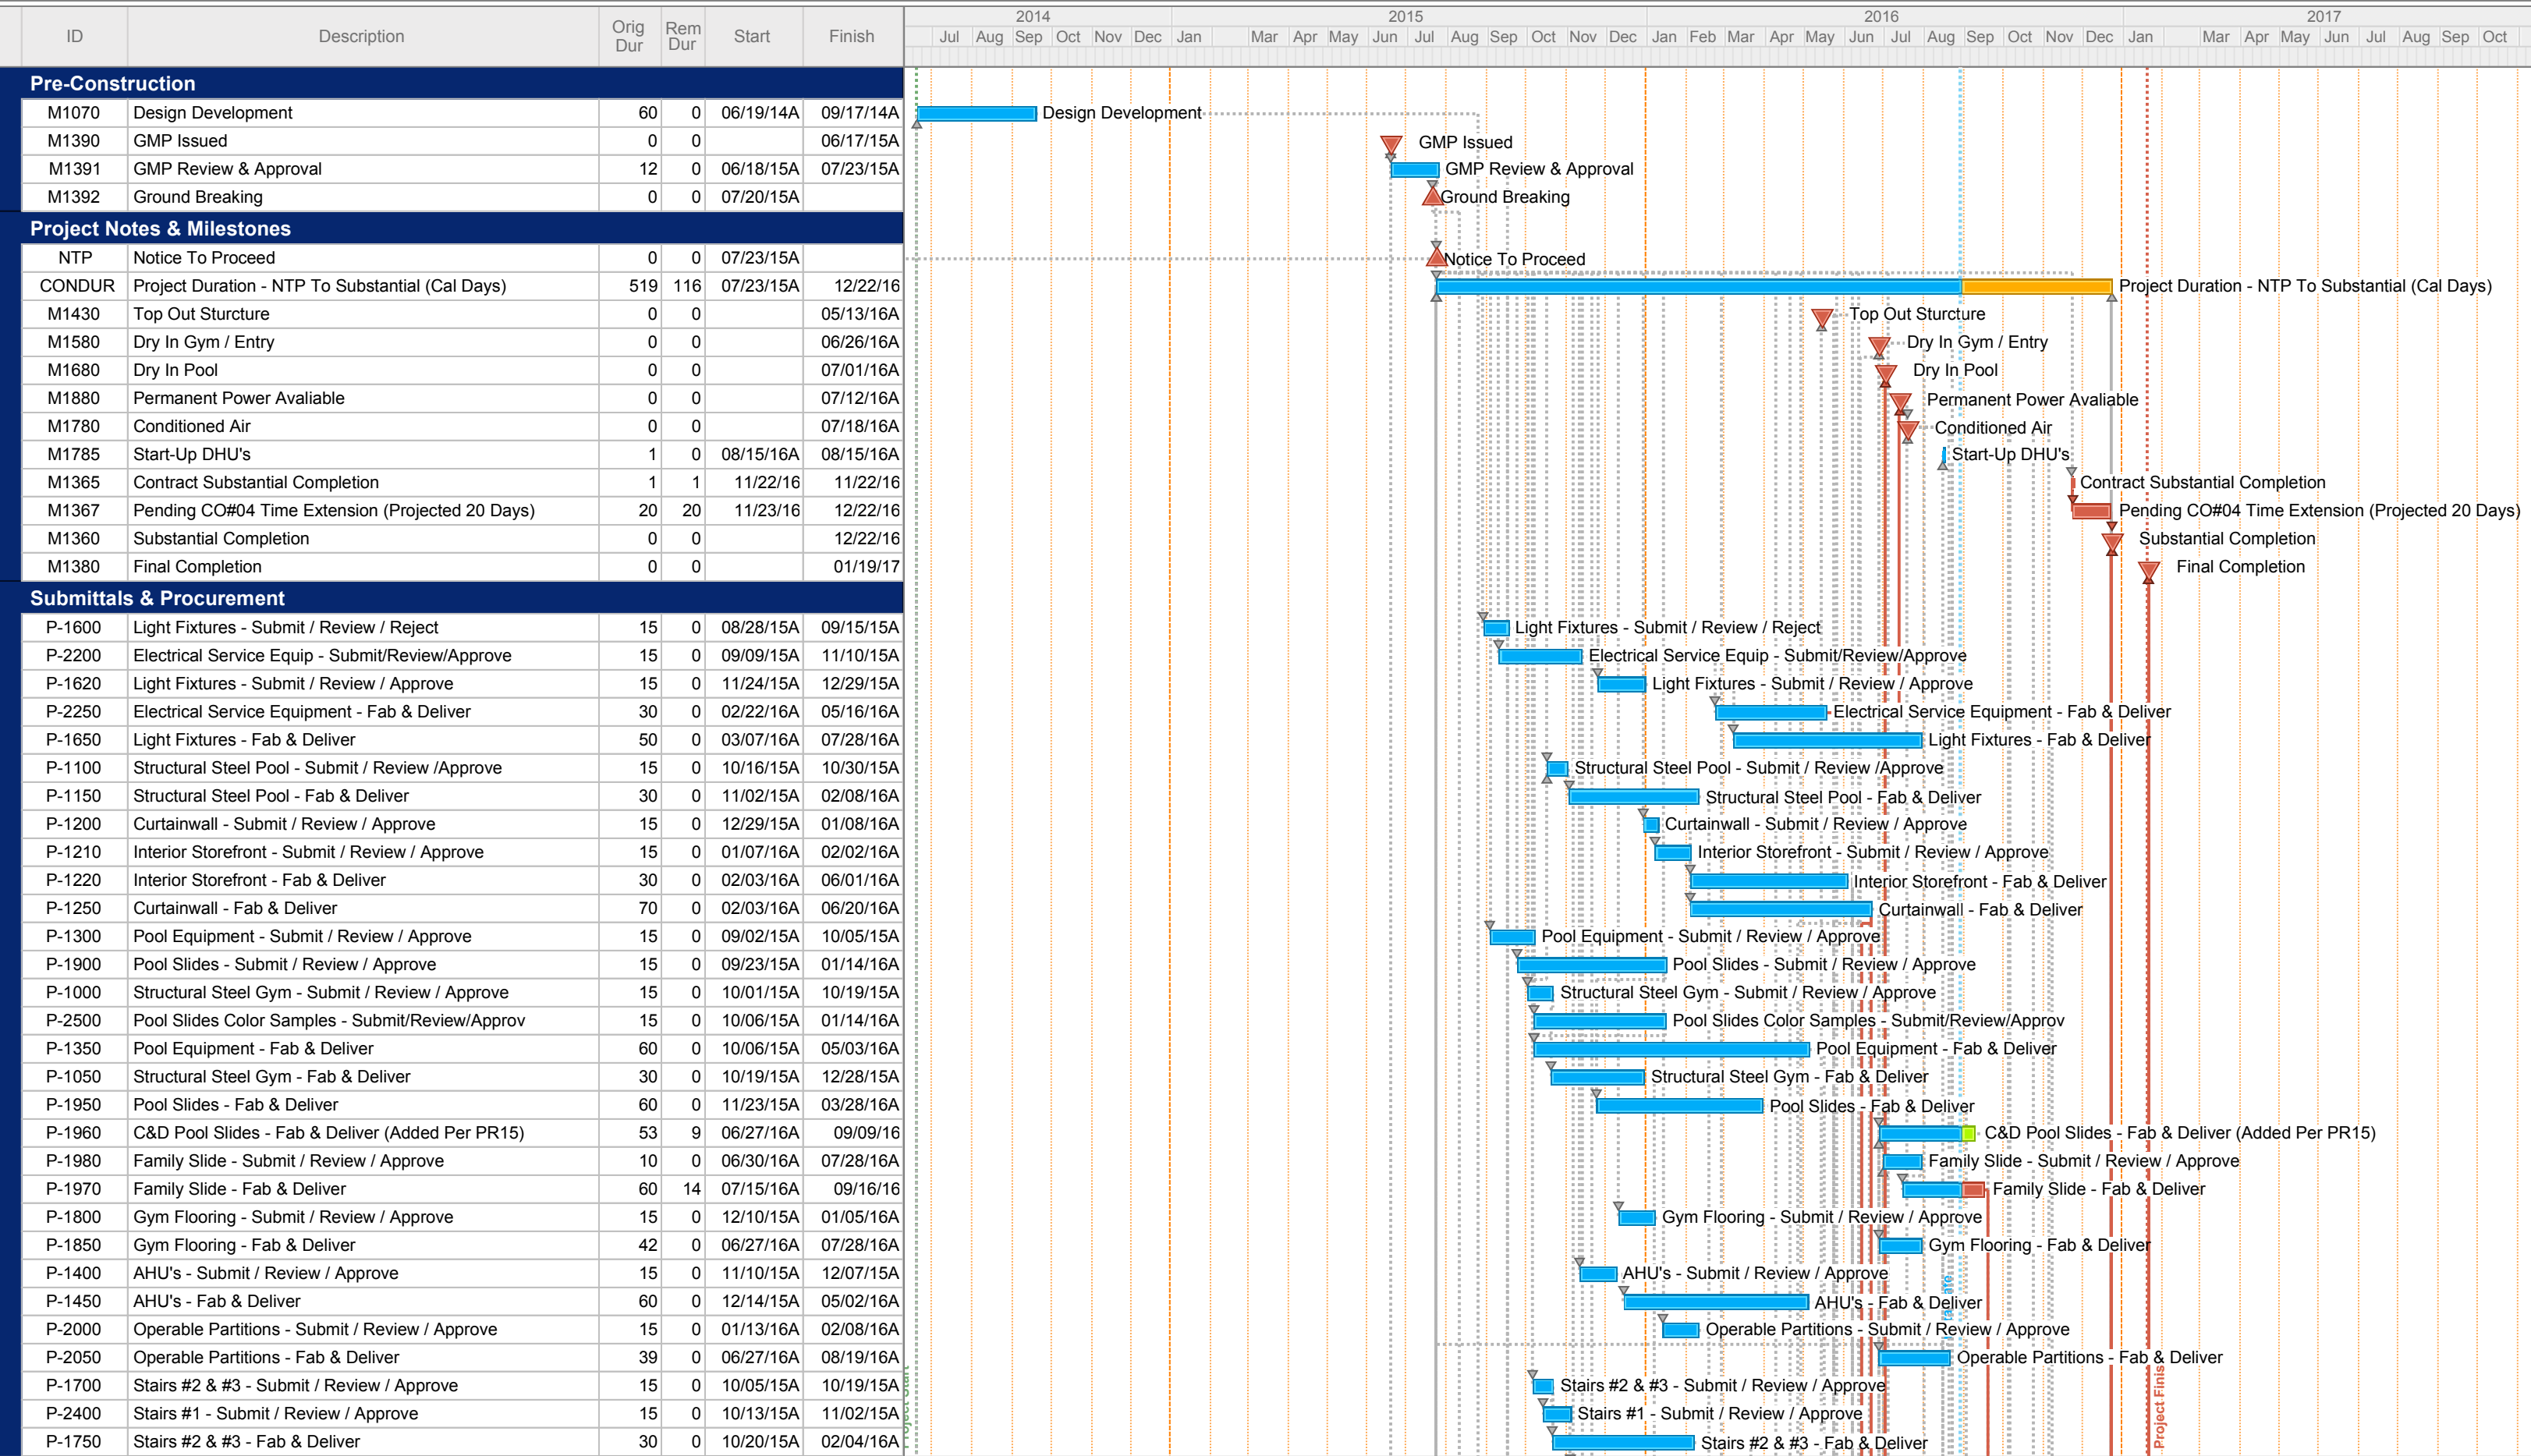 2014 2015 2016 2017
ID Description Orig Dur Rem Dur Start Finish Jul Aug Sep Oct Nov Dec Jan Mar Apr May Jun Jul Aug Sep Oct Nov Dec Jan Feb Mar Apr May Jun Jul Aug Sep Oct Nov Dec Jan Mar Apr May Jun Jul Aug Sep Oct
Pre-Construction
M1070 Design Development 60 0 06/19/14A 09/17/14A Design Development
M1390 GMP Issued 0 0 06/17/15A GMP Issued
M1391 GMP Review & Approval 12 0 06/18/15A 07/23/15A GMP Review & Approval
M1392 Ground Breaking 0 0 07/20/15A Ground Breaking
Project Notes & Milestones
NTP Notice To Proceed 0 0 07/23/15A Notice To Proceed
CONDUR Project Duration - NTP To Substantial (Cal Days) 519 116 07/23/15A 12/22/16 Project Duration - NTP To Substantial (Cal Days)
M1430 Top Out Sturcture 0 0 05/13/16A Top Out Sturcture
M1580 Dry In Gym / Entry 0 0 06/26/16A Dry In Gym / Entry
M1680 Dry In Pool 0 0 07/01/16A Dry In Pool
M1880 Permanent Power Avaliable 0 0 07/12/16A Permanent Power Avaliable
M1780 Conditioned Air 0 0 07/18/16A Conditioned Air
M1785 Start-Up DHU's 1 0 08/15/16A 08/15/16A Start-Up DHU's
M1365 Contract Substantial Completion 1 1 11/22/16 11/22/16 Contract Substantial Completion
M1367 Pending CO#04 Time Extension (Projected 20 Days) 20 20 11/23/16 12/22/16 Pending CO#04 Time Extension (Projected 20 Days)
M1360 Substantial Completion 0 0 12/22/16 Substantial Completion
M1380 Final Completion 0 0 01/19/17 Final Completion
Submittals & Procurement
P-1600 Light Fixtures - Submit / Review / Reject 15 0 08/28/15A 09/15/15A Light Fixtures - Submit / Review / Reject
P-2200 Electrical Service Equip - Submit/Review/Approve 15 0 09/09/15A 11/10/15A Electrical Service Equip - Submit/Review/Approve
P-1620 Light Fixtures - Submit / Review / Approve 15 0 11/24/15A 12/29/15A Light Fixtures - Submit / Review / Approve
P-2250 Electrical Service Equipment - Fab & Deliver 30 0 02/22/16A 05/16/16A Electrical Service Equipment - Fab & Deliver
P-1650 Light Fixtures - Fab & Deliver 50 0 03/07/16A 07/28/16A Light Fixtures - Fab & Deliver
P-1100 Structural Steel Pool - Submit / Review /Approve 15 0 10/16/15A 10/30/15A Structural Steel Pool - Submit / Review /Approve
P-1150 Structural Steel Pool - Fab & Deliver 30 0 11/02/15A 02/08/16A Structural Steel Pool - Fab & Deliver
P-1200 Curtainwall - Submit / Review / Approve 15 0 12/29/15A 01/08/16A Curtainwall - Submit / Review / Approve
P-1210 Interior Storefront - Submit / Review / Approve 15 0 01/07/16A 02/02/16A Interior Storefront - Submit / Review / Approve
P-1220 Interior Storefront - Fab & Deliver 30 0 02/03/16A 06/01/16A Interior Storefront - Fab & Deliver
P-1250 Curtainwall - Fab & Deliver 70 0 02/03/16A 06/20/16A Curtainwall - Fab & Deliver
P-1300 Pool Equipment - Submit / Review / Approve 15 0 09/02/15A 10/05/15A Pool Equipment - Submit / Review / Approve
P-1900 Pool Slides - Submit / Review / Approve 15 0 09/23/15A 01/14/16A Pool Slides - Submit / Review / Approve
P-1000 Structural Steel Gym - Submit / Review / Approve 15 0 10/01/15A 10/19/15A Structural Steel Gym - Submit / Review / Approve
P-2500 Pool Slides Color Samples - Submit/Review/Approv 15 0 10/06/15A 01/14/16A Pool Slides Color Samples - Submit/Review/Approv
P-1350 Pool Equipment - Fab & Deliver 60 0 10/06/15A 05/03/16A Pool Equipment - Fab & Deliver
P-1050 Structural Steel Gym - Fab & Deliver 30 0 10/19/15A 12/28/15A Structural Steel Gym - Fab & Deliver
P-1950 Pool Slides - Fab & Deliver 60 0 11/23/15A 03/28/16A Pool Slides - Fab & Deliver
P-1960 C&D Pool Slides - Fab & Deliver (Added Per PR15) 53 9 06/27/16A 09/09/16 C&D Pool Slides - Fab & Deliver (Added Per PR15)
P-1980 Family Slide - Submit / Review / Approve 10 0 06/30/16A 07/28/16A Family Slide - Submit / Review / Approve
P-1970 Family Slide - Fab & Deliver 60 14 07/15/16A 09/16/16 Family Slide - Fab & Deliver
P-1800 Gym Flooring - Submit / Review / Approve 15 0 12/10/15A 01/05/16A Gym Flooring - Submit / Review / Approve
P-1850 Gym Flooring - Fab & Deliver 42 0 06/27/16A 07/28/16A Gym Flooring - Fab & Deliver
P-1400 AHU's - Submit / Review / Approve 15 0 11/10/15A 12/07/15A AHU's - Submit / Review / Approve
P-1450 AHU's - Fab & Deliver 60 0 12/14/15A 05/02/16A AHU's - Fab & Deliver
P-2000 Operable Partitions - Submit / Review / Approve 15 0 01/13/16A 02/08/16A Operable Partitions - Submit / Review / Approve
P-2050 Operable Partitions - Fab & Deliver 39 0 06/27/16A 08/19/16A Operable Partitions - Fab & Deliver
P-1700 Stairs #2 & #3 - Submit / Review / Approve 15 0 10/05/15A 10/19/15A Stairs #2 & #3 - Submit / Review / Approve
P-2400 Stairs #1 - Submit / Review / Approve 15 0 10/13/15A 11/02/15A Stairs #1 - Submit / Review / Approve
P-1750 Stairs #2 & #3 - Fab & Deliver 30 0 10/20/15A 02/04/16A Stairs #2 & #3 - Fab & Deliver
Project Finis